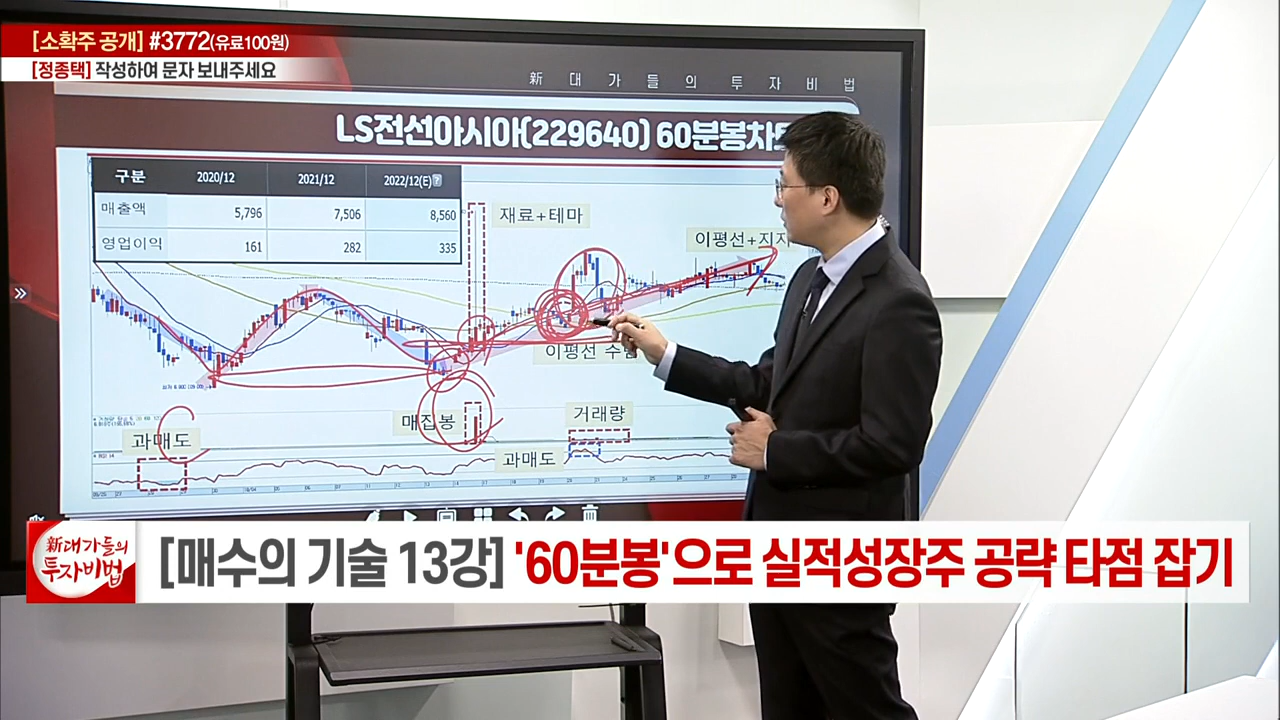 [소확주 공개] #3772(유료100원)
[정종택] 작성하여 문자 보내주세요
新 대가들의 투자비법
LS전선아시아(229640) 60분봉차트
구분 2020/12 2021/12 2022/12(E)?
매출액 5,796 7,506 8,560
영업이익 161 282 335
재료+테마
이평선+지지
이평선 수렴
매집봉
거래량
과매도
과매도
新대가들의
투자비법
[매수의 기술 13강] '60분봉'으로 실적성장주 공략 타점 잡기